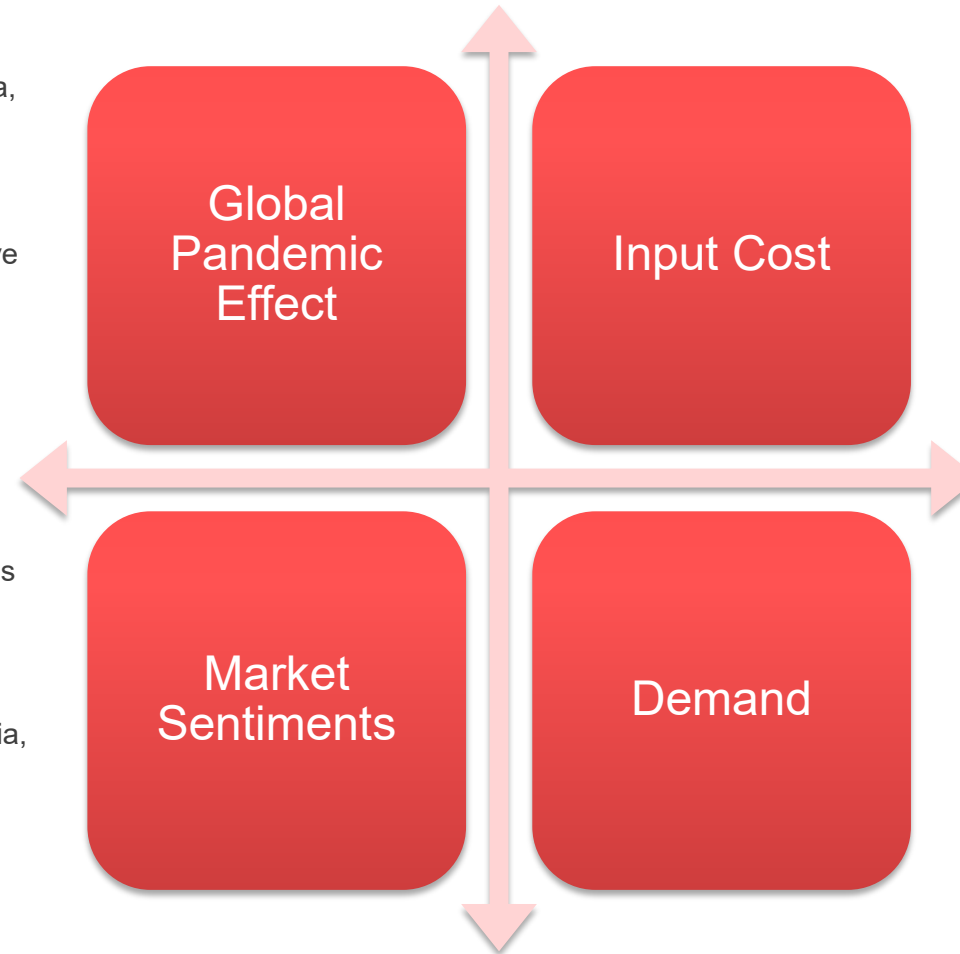 a,
Global
Pandemic
Effect
Input Cost
Market
Sentiments
Demand